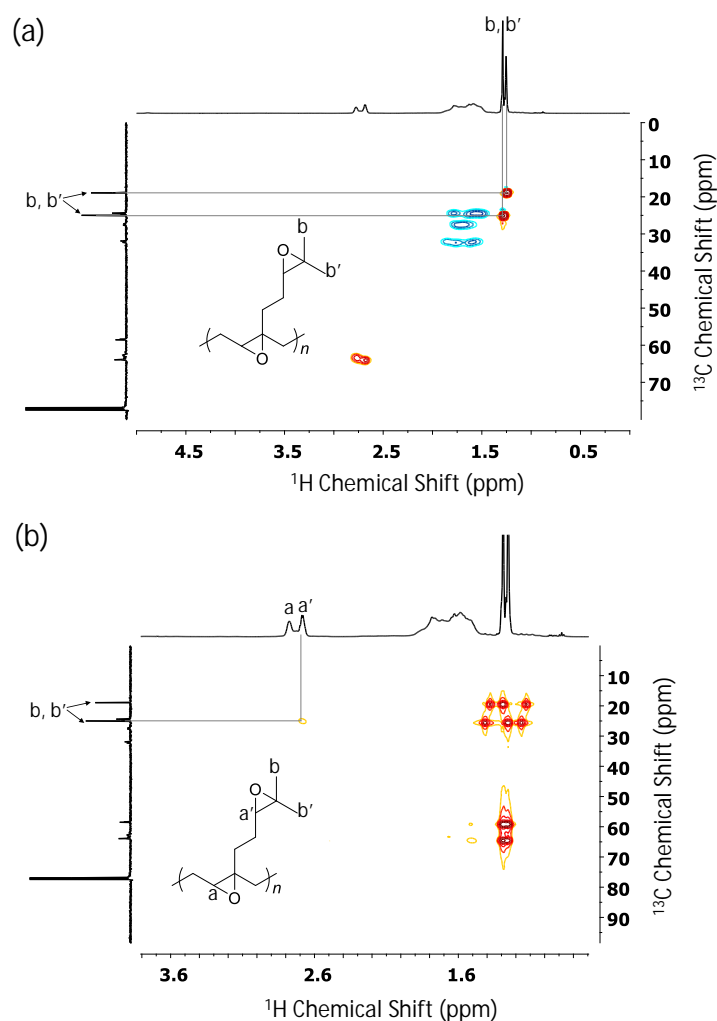 (a)
b, b′
0
10
20
30
40
50
60
70
¹³C Chemical Shift (ppm)
b, b′
b
O
b′
( )n
O
4.5 3.5 2.5 1.5 0.5
¹H Chemical Shift (ppm)
(b)
a a′
10
20
30
40
50
60
70
80
90
¹³C Chemical Shift (ppm)
b, b′
b
O
a′ b′
( )n
a O
3.6 2.6 1.6
¹H Chemical Shift (ppm)